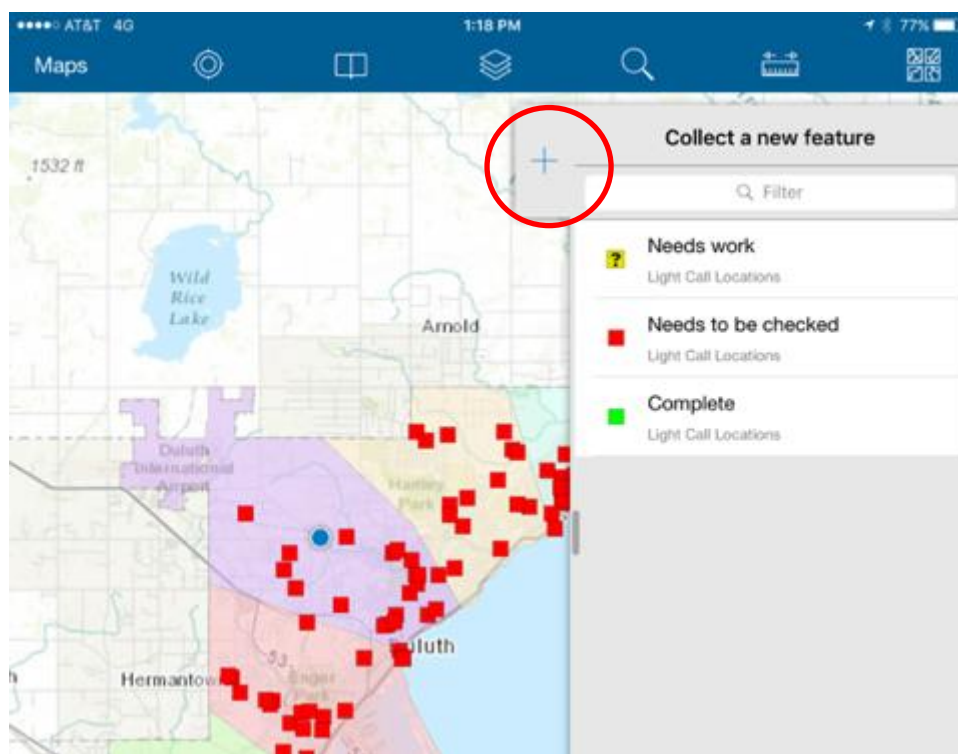 AT&T 4G
1:18 PM
77%
Maps
Collect a new feature
Filter
1532 ft
Needs work
Light Call Locations
Wild
Rice
Lake
Arnold
Needs to be checked
Light Call Locations
Complete
Light Call Locations
Duluth
International
Airport
Hartley
Park
Duluth
Hermantow
53
Enger
Park